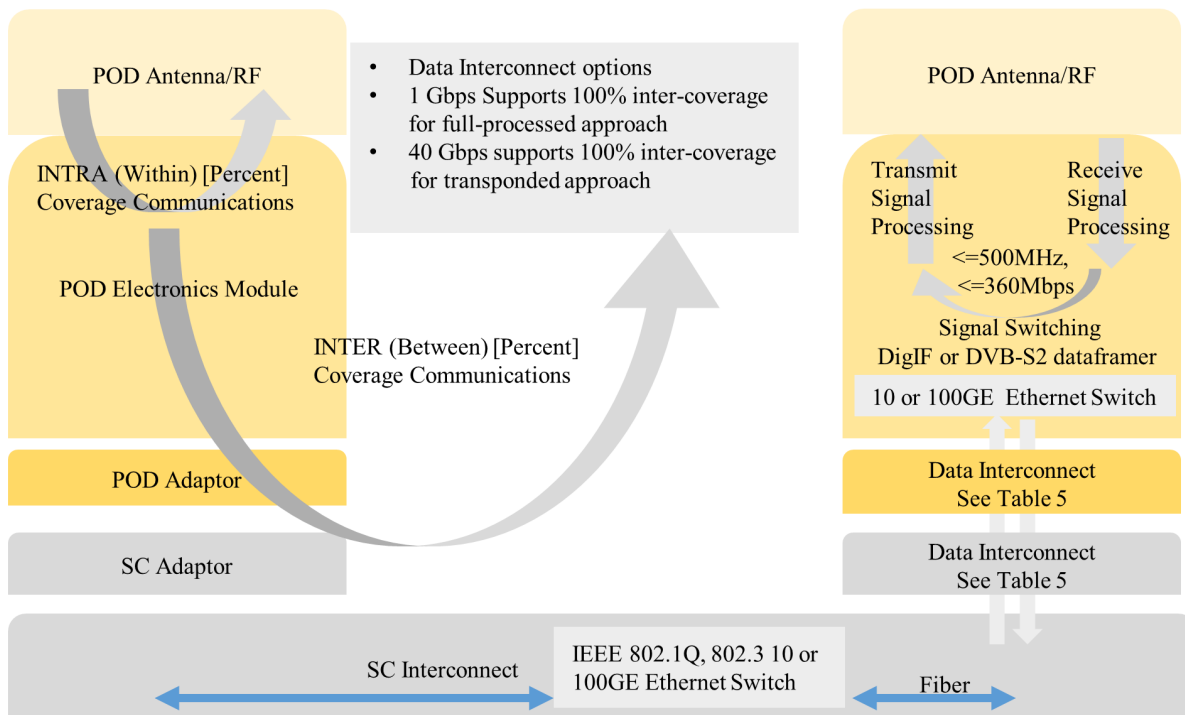 POD Antenna/RF
INTRA (Within) [Percent]
Coverage Communications
POD Electronics Module
POD Adaptor
SC Adaptor
• Data Interconnect options
• 1 Gbps Supports 100% inter-coverage
for full-processed approach
• 40 Gbps supports 100% inter-coverage
for transponded approach
INTER (Between) [Percent]
Coverage Communications
POD Antenna/RF
Transmit
Signal
Processing
Receive
Signal
Processing
<=500MHz,
<=360Mbps
Signal Switching
DigIF or DVB-S2 dataframer
10 or 100GE Ethernet Switch
Data Interconnect
See Table 5
Data Interconnect
See Table 5
SC Interconnect
IEEE 802.1Q, 802.3 10 or
100GE Ethernet Switch
Fiber